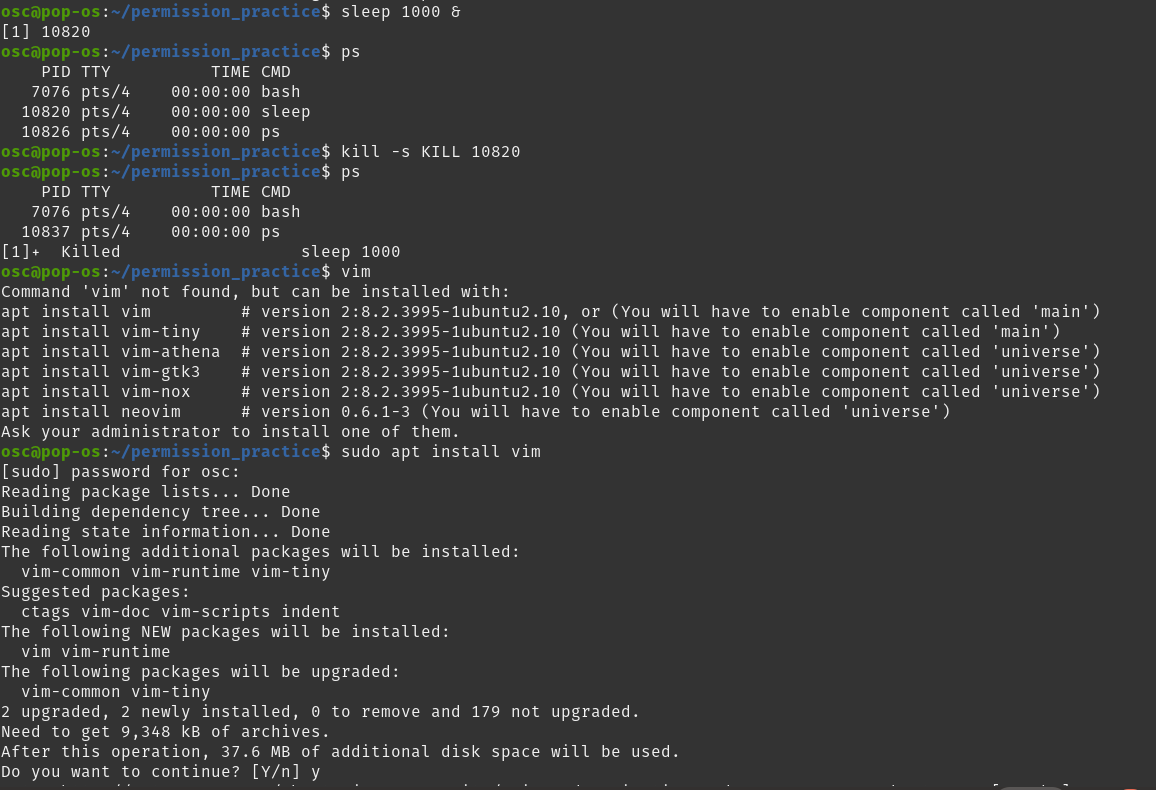 osc@pop-os:~/permission_practice$ sleep 1000 &
[1] 10820
osc@pop-os:~/permission_practice$ ps
    PID TTY          TIME CMD
   7076 pts/4    00:00:00 bash
  10820 pts/4    00:00:00 sleep
  10826 pts/4    00:00:00 ps
osc@pop-os:~/permission_practice$ kill -s KILL 10820
osc@pop-os:~/permission_practice$ ps
    PID TTY          TIME CMD
   7076 pts/4    00:00:00 bash
  10837 pts/4    00:00:00 ps
[1]+  Killed                  sleep 1000
osc@pop-os:~/permission_practice$ vim
Command 'vim' not found, but can be installed with:
apt install vim         # version 2:8.2.3995-1ubuntu2.10, or (You will have to enable component called 'main')
apt install vim-tiny    # version 2:8.2.3995-1ubuntu2.10 (You will have to enable component called 'main')
apt install vim-athena  # version 2:8.2.3995-1ubuntu2.10 (You will have to enable component called 'universe')
apt install vim-gtk3    # version 2:8.2.3995-1ubuntu2.10 (You will have to enable component called 'universe')
apt install vim-nox     # version 2:8.2.3995-1ubuntu2.10 (You will have to enable component called 'universe')
apt install neovim      # version 0.6.1-3 (You will have to enable component called 'universe')
Ask your administrator to install one of them.
osc@pop-os:~/permission_practice$ sudo apt install vim
[sudo] password for osc:
Reading package lists... Done
Building dependency tree... Done
Reading state information... Done
The following additional packages will be installed:
  vim-common vim-runtime vim-tiny
Suggested packages:
  ctags vim-doc vim-scripts indent
The following NEW packages will be installed:
  vim vim-runtime
The following packages will be upgraded:
  vim-common vim-tiny
2 upgraded, 2 newly installed, 0 to remove and 179 not upgraded.
Need to get 9,348 kB of archives.
After this operation, 37.6 MB of additional disk space will be used.
Do you want to continue? [Y/n] y